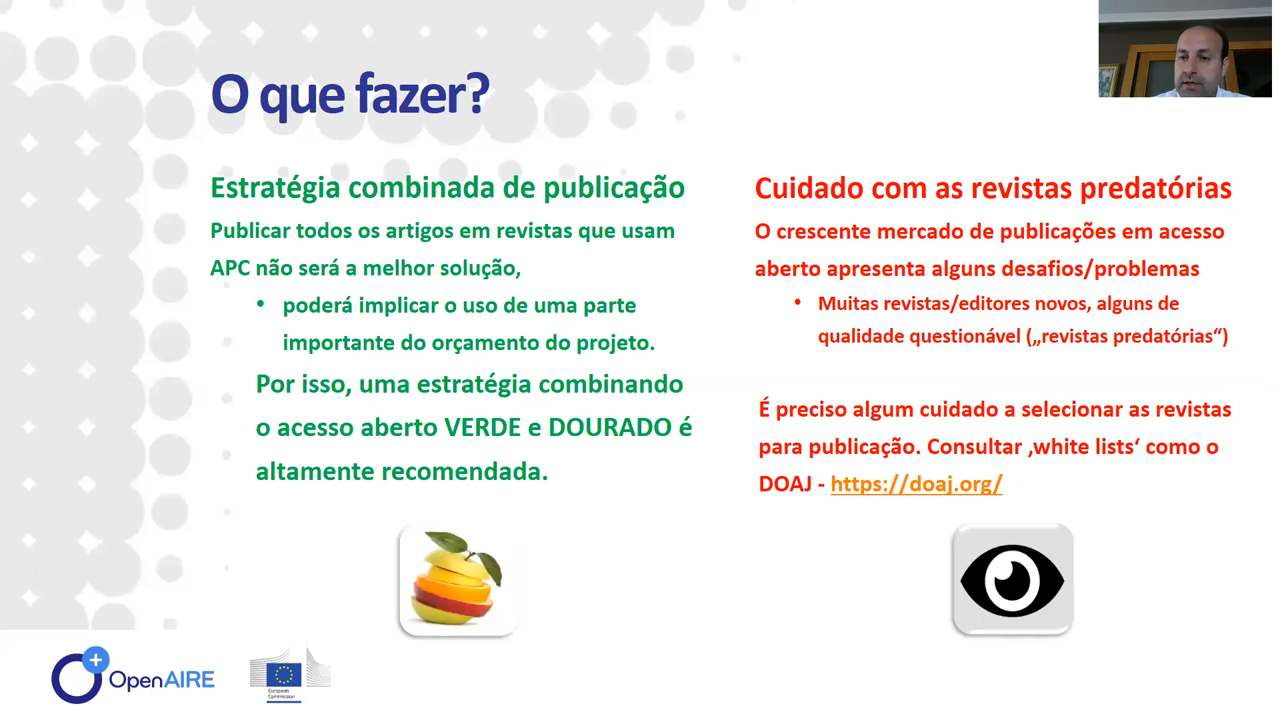 O que fazer?
Estratégia combinada de publicação
Publicar todos os artigos em revistas que usam
APC não será a melhor solução,
• poderá implicar o uso de uma parte
importante do orçamento do projeto.
Por isso, uma estratégia combinando
o acesso aberto VERDE e DOURADO é
altamente recomendada.
Cuidado com as revistas predatórias
O crescente mercado de publicações em acesso
aberto apresenta alguns desafios/problemas
• Muitas revistas/editores novos, alguns de
qualidade questionável („revistas predatórias“)
É preciso algum cuidado a selecionar as revistas
para publicação. Consultar ‚white lists‘ como o
DOAJ - https://doaj.org/
OpenAIRE
European
Commission